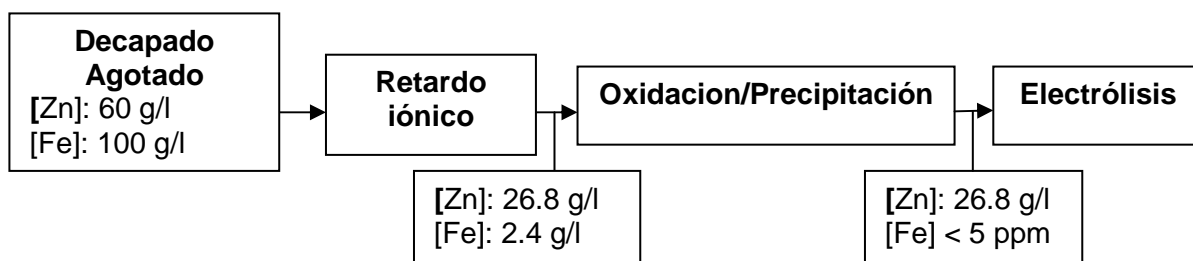 Decapado
Agotado
[Zn]: 60 g/l
[Fe]: 100 g/l
Retardo
iónico
Oxidacion/Precipitación
Electrólisis
[Zn]: 26.8 g/l
[Fe]: 2.4 g/l
[Zn]: 26.8 g/l
[Fe] < 5 ppm